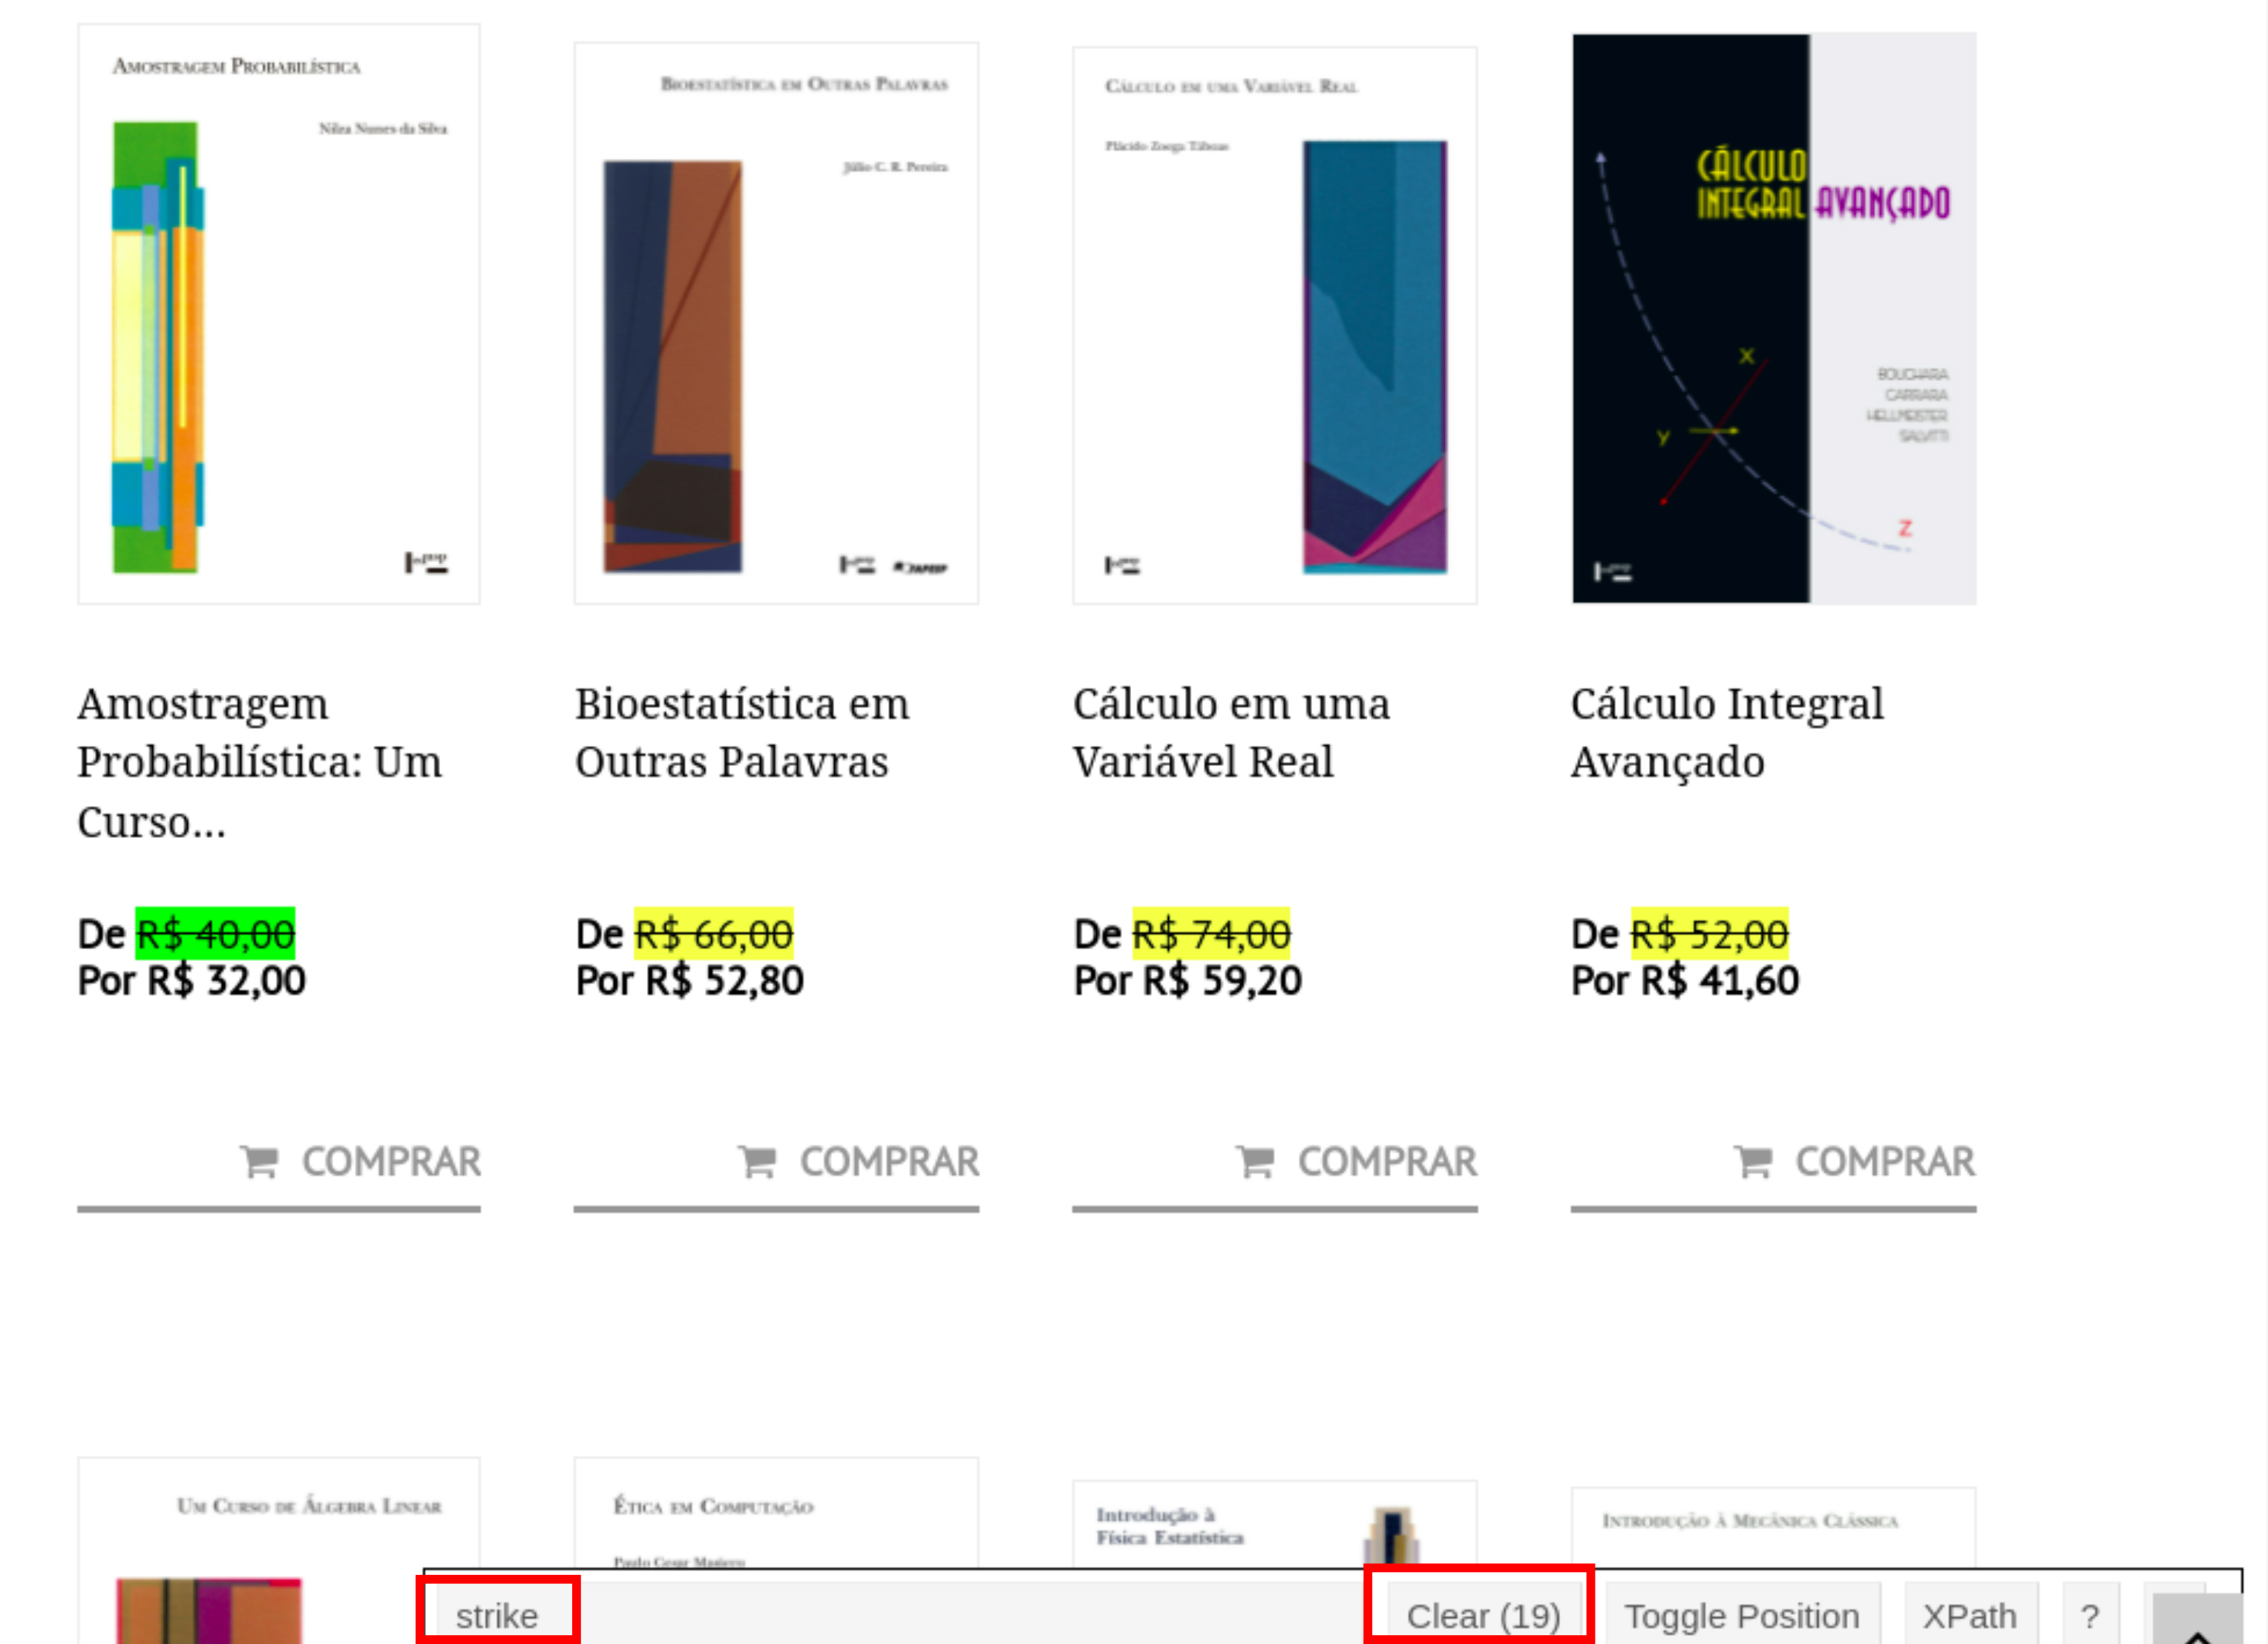 Amostragem Probabilística
Nilza Nunes da Silva
Bioestatística em Outras Palavras
Júlio C. R. Pereira
FAPESP
Cálculo em uma Variável Real
Plácido Zoega Táboas
CÁLCULO
INTEGRAL AVANÇADO
X
y
Z
BOUCHARA
CARRARA
HELLMEISTER
SALVITTI
Amostragem
Probabilística: Um
Curso...
De R$ 40,00
Por R$ 32,00
COMPRAR
Bioestatística em
Outras Palavras
De R$ 66,00
Por R$ 52,80
COMPRAR
Cálculo em uma
Variável Real
De R$ 74,00
Por R$ 59,20
COMPRAR
Cálculo Integral
Avançado
De R$ 52,00
Por R$ 41,60
COMPRAR
Um Curso de Álgebra Linear
Ética em Computação
Paulo Cesar Masiero
Introdução à
Física Estatística
Introdução à Mecânica Clássica
strike
Clear (19)
Toggle Position
XPath
?